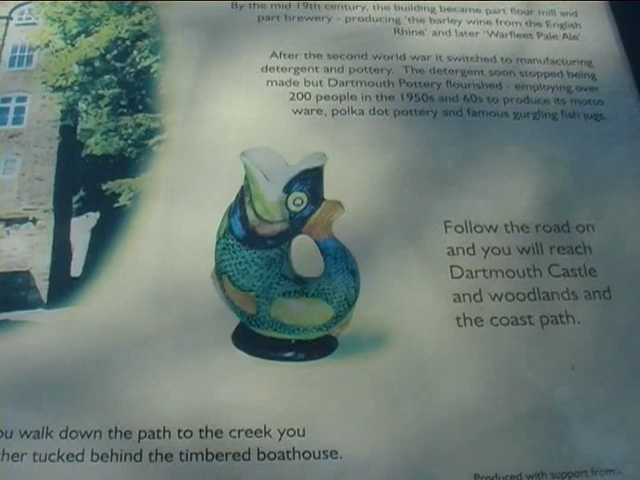 By the mid 19th century, the building became part flour mill and
part brewery - producing 'the barley wine from the English
Rhine' and later 'Warfleet Pale Ale'.
After the second world war it switched to manufacturing
detergent and pottery. The detergent soon stopped being
made but Dartmouth Pottery flourished - employing over
200 people in the 1950s and 60s to produce its motto
ware, polka dot pottery and famous gurgling fish jugs.
Follow the road on
and you will reach
Dartmouth Castle
and woodlands and
the coast path.
ou walk down the path to the creek you
her tucked behind the timbered boathouse.
Produced with support from: